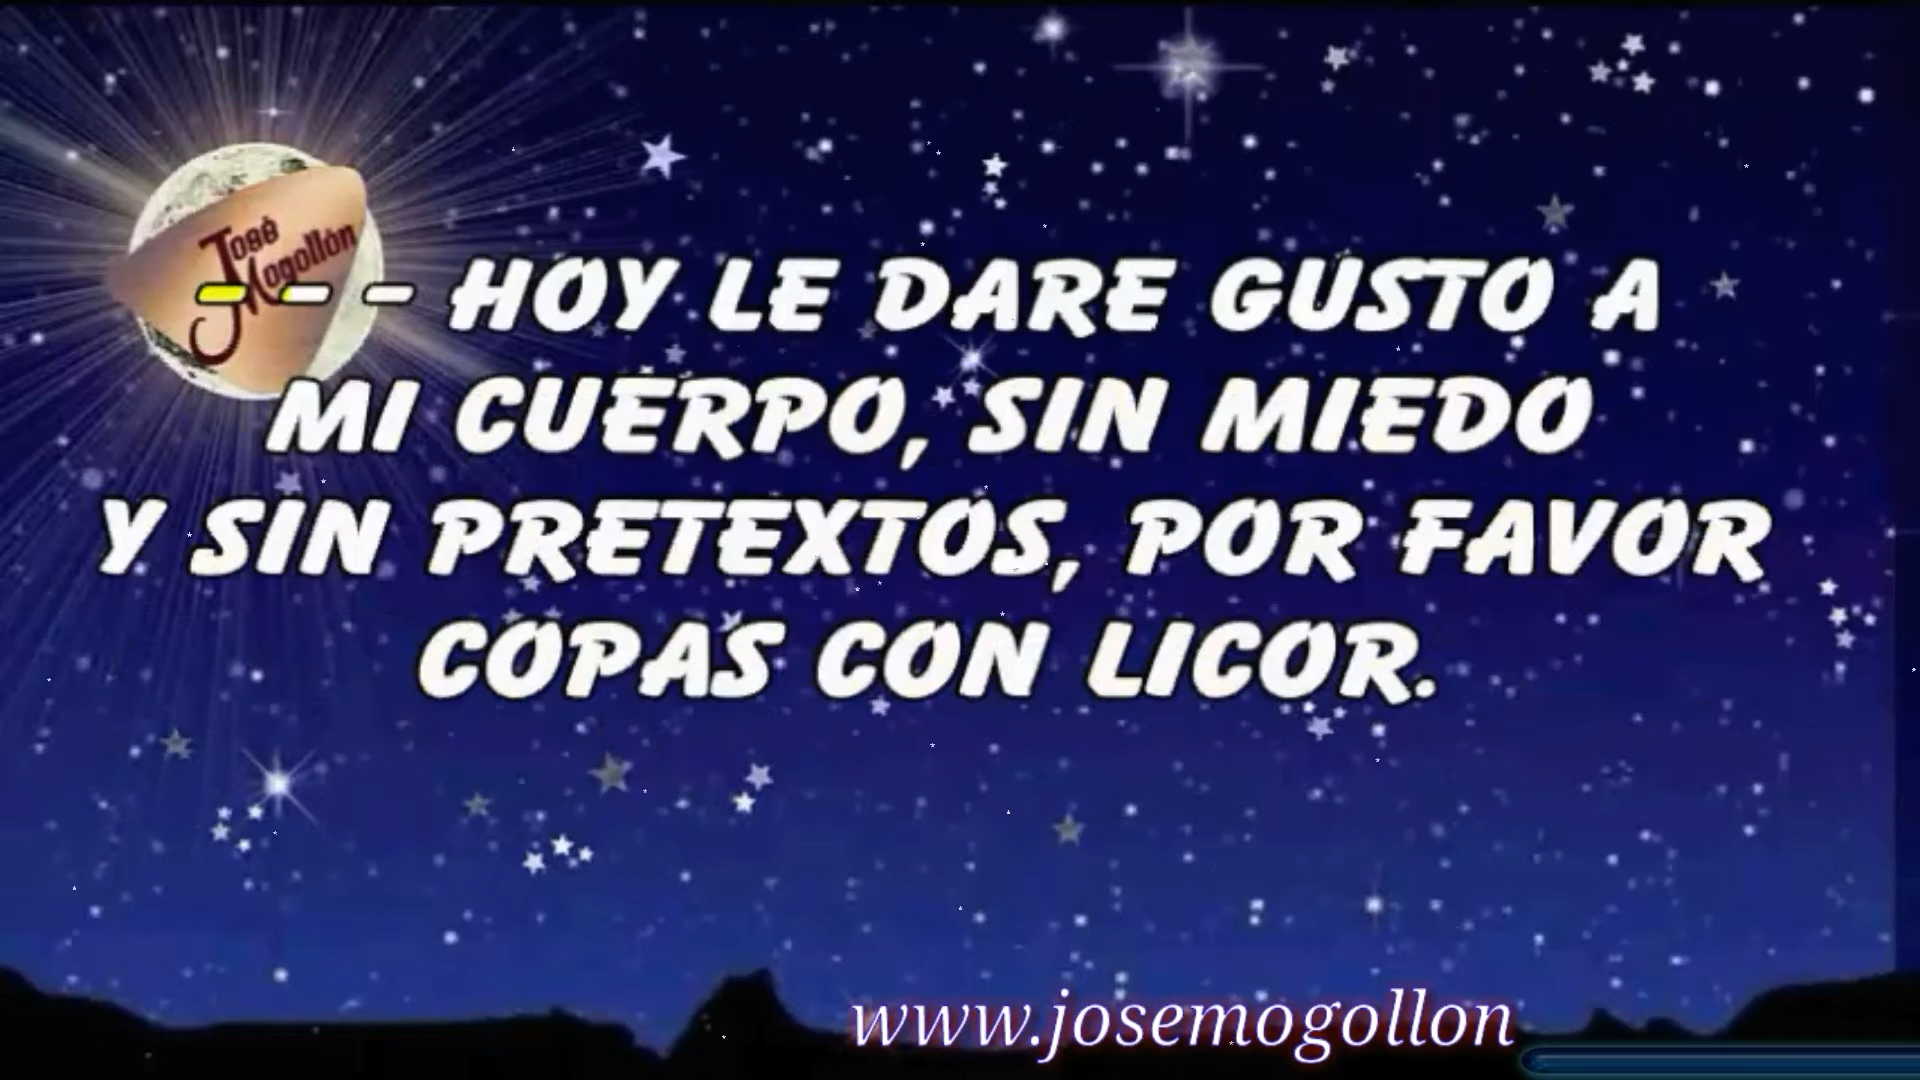 José
Mogollón
- - - HOY LE DARE GUSTO A
MI CUERPO, SIN MIEDO
Y SIN PRETEXTOS, POR FAVOR
COPAS CON LICOR.
www.josemogollon